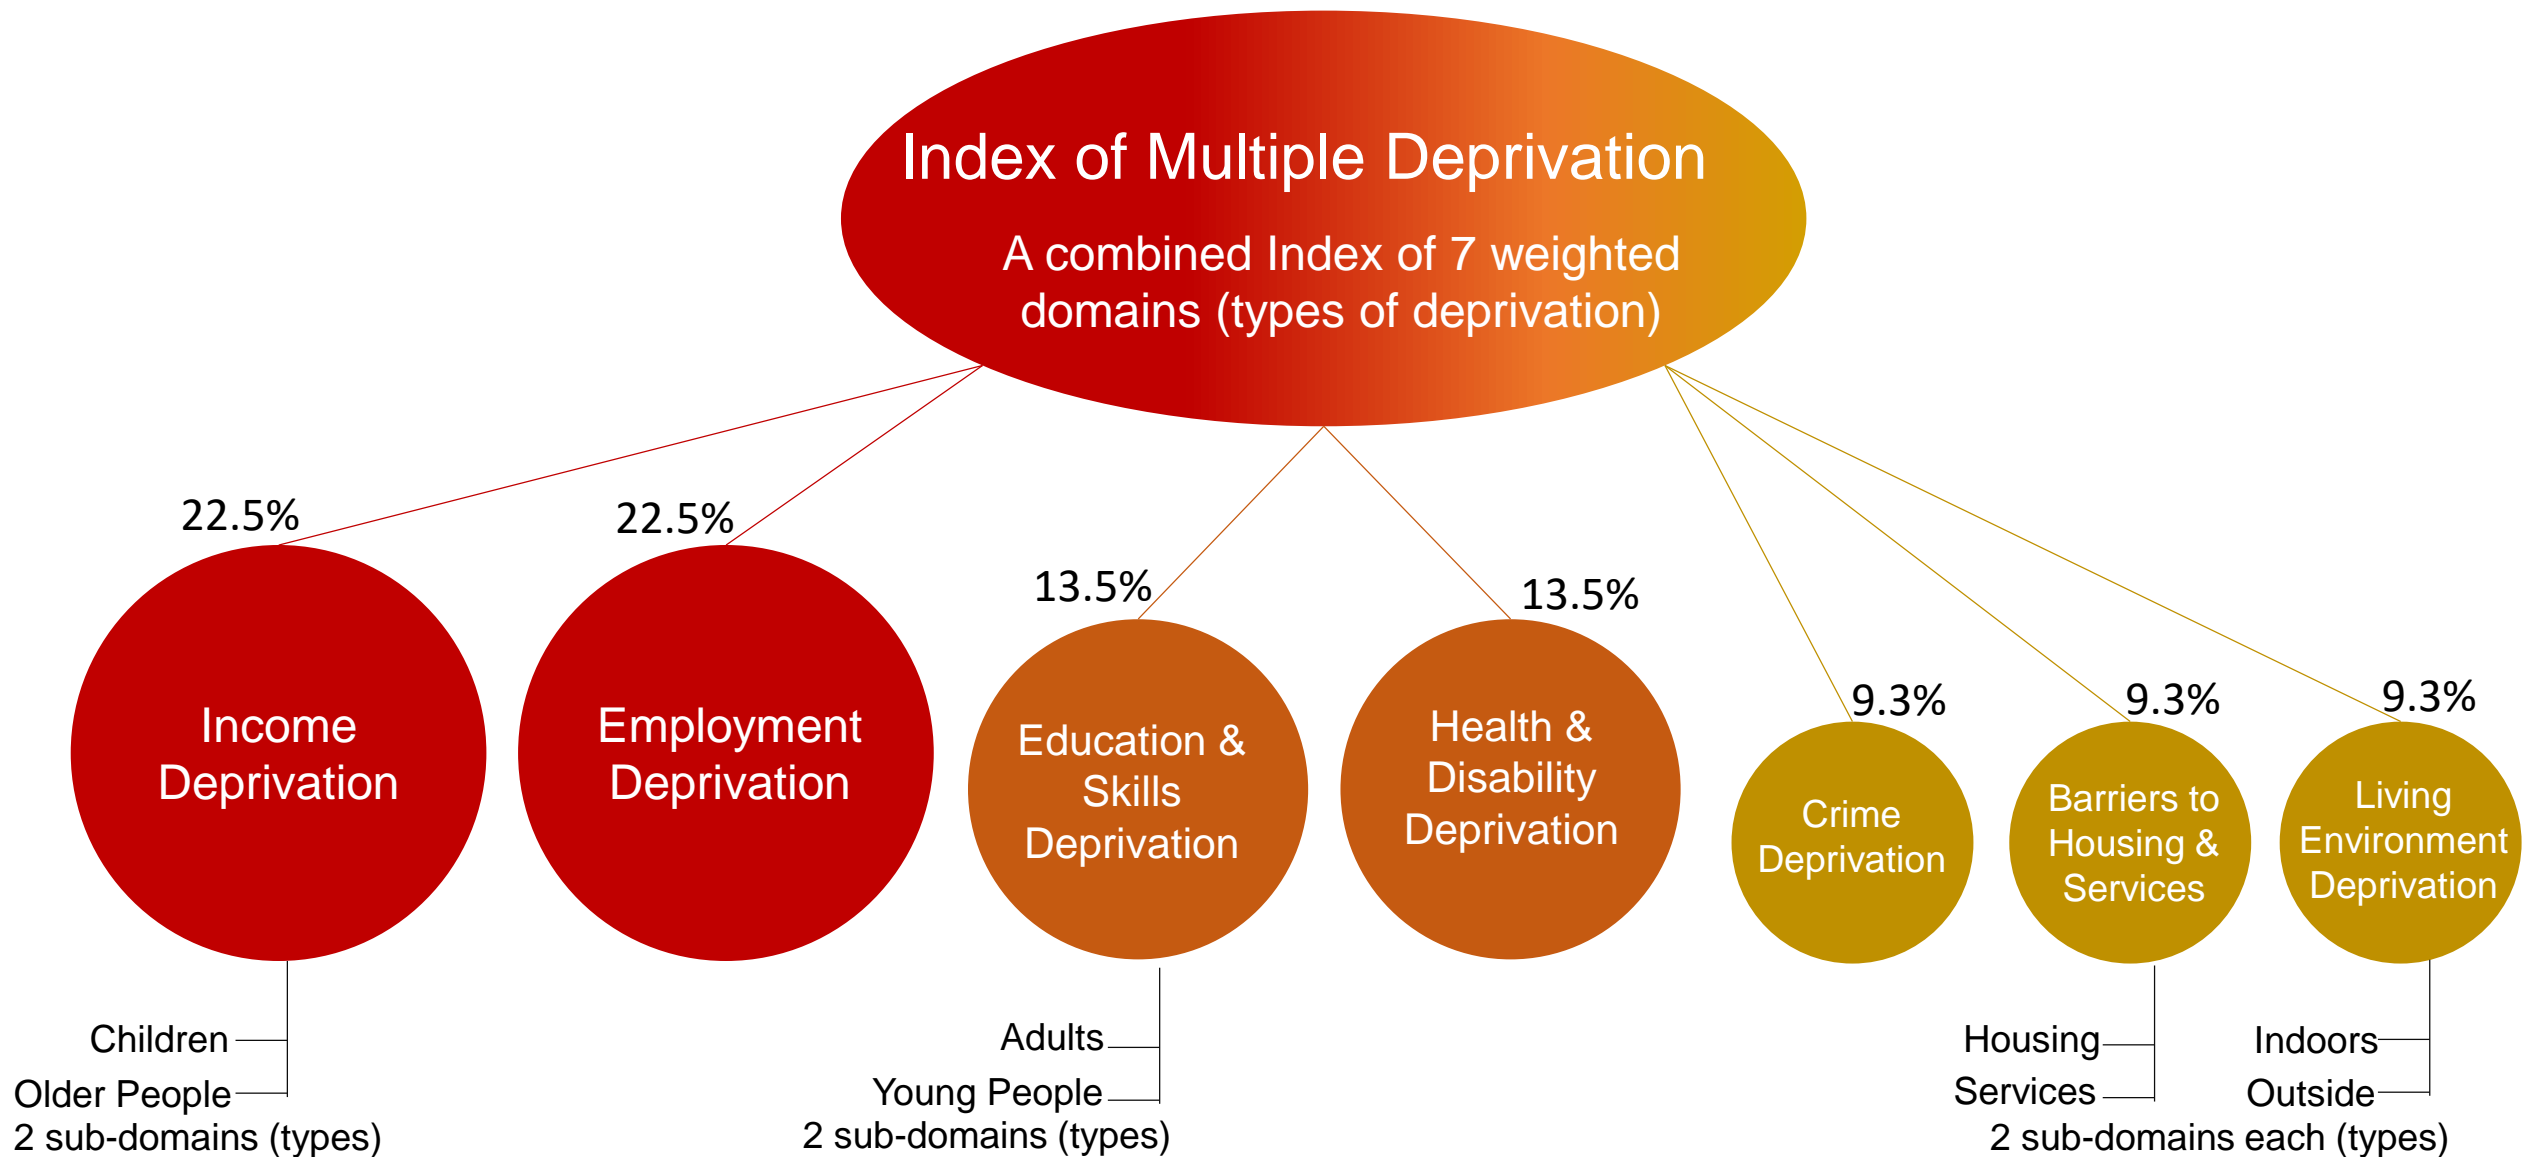 Index of Multiple Deprivation
A combined Index of 7 weighted
domains (types of deprivation)
22.5%
Income
Deprivation
Children
Older People
2 sub-domains (types)
22.5%
Employment
Deprivation
13.5%
Education &
Skills
Deprivation
Adults
Young People
2 sub-domains (types)
13.5%
Health &
Disability
Deprivation
9.3%
Crime
Deprivation
9.3%
Barriers to
Housing &
Services
Housing
Services
9.3%
Living
Environment
Deprivation
Indoors
Outside
2 sub-domains each (types)